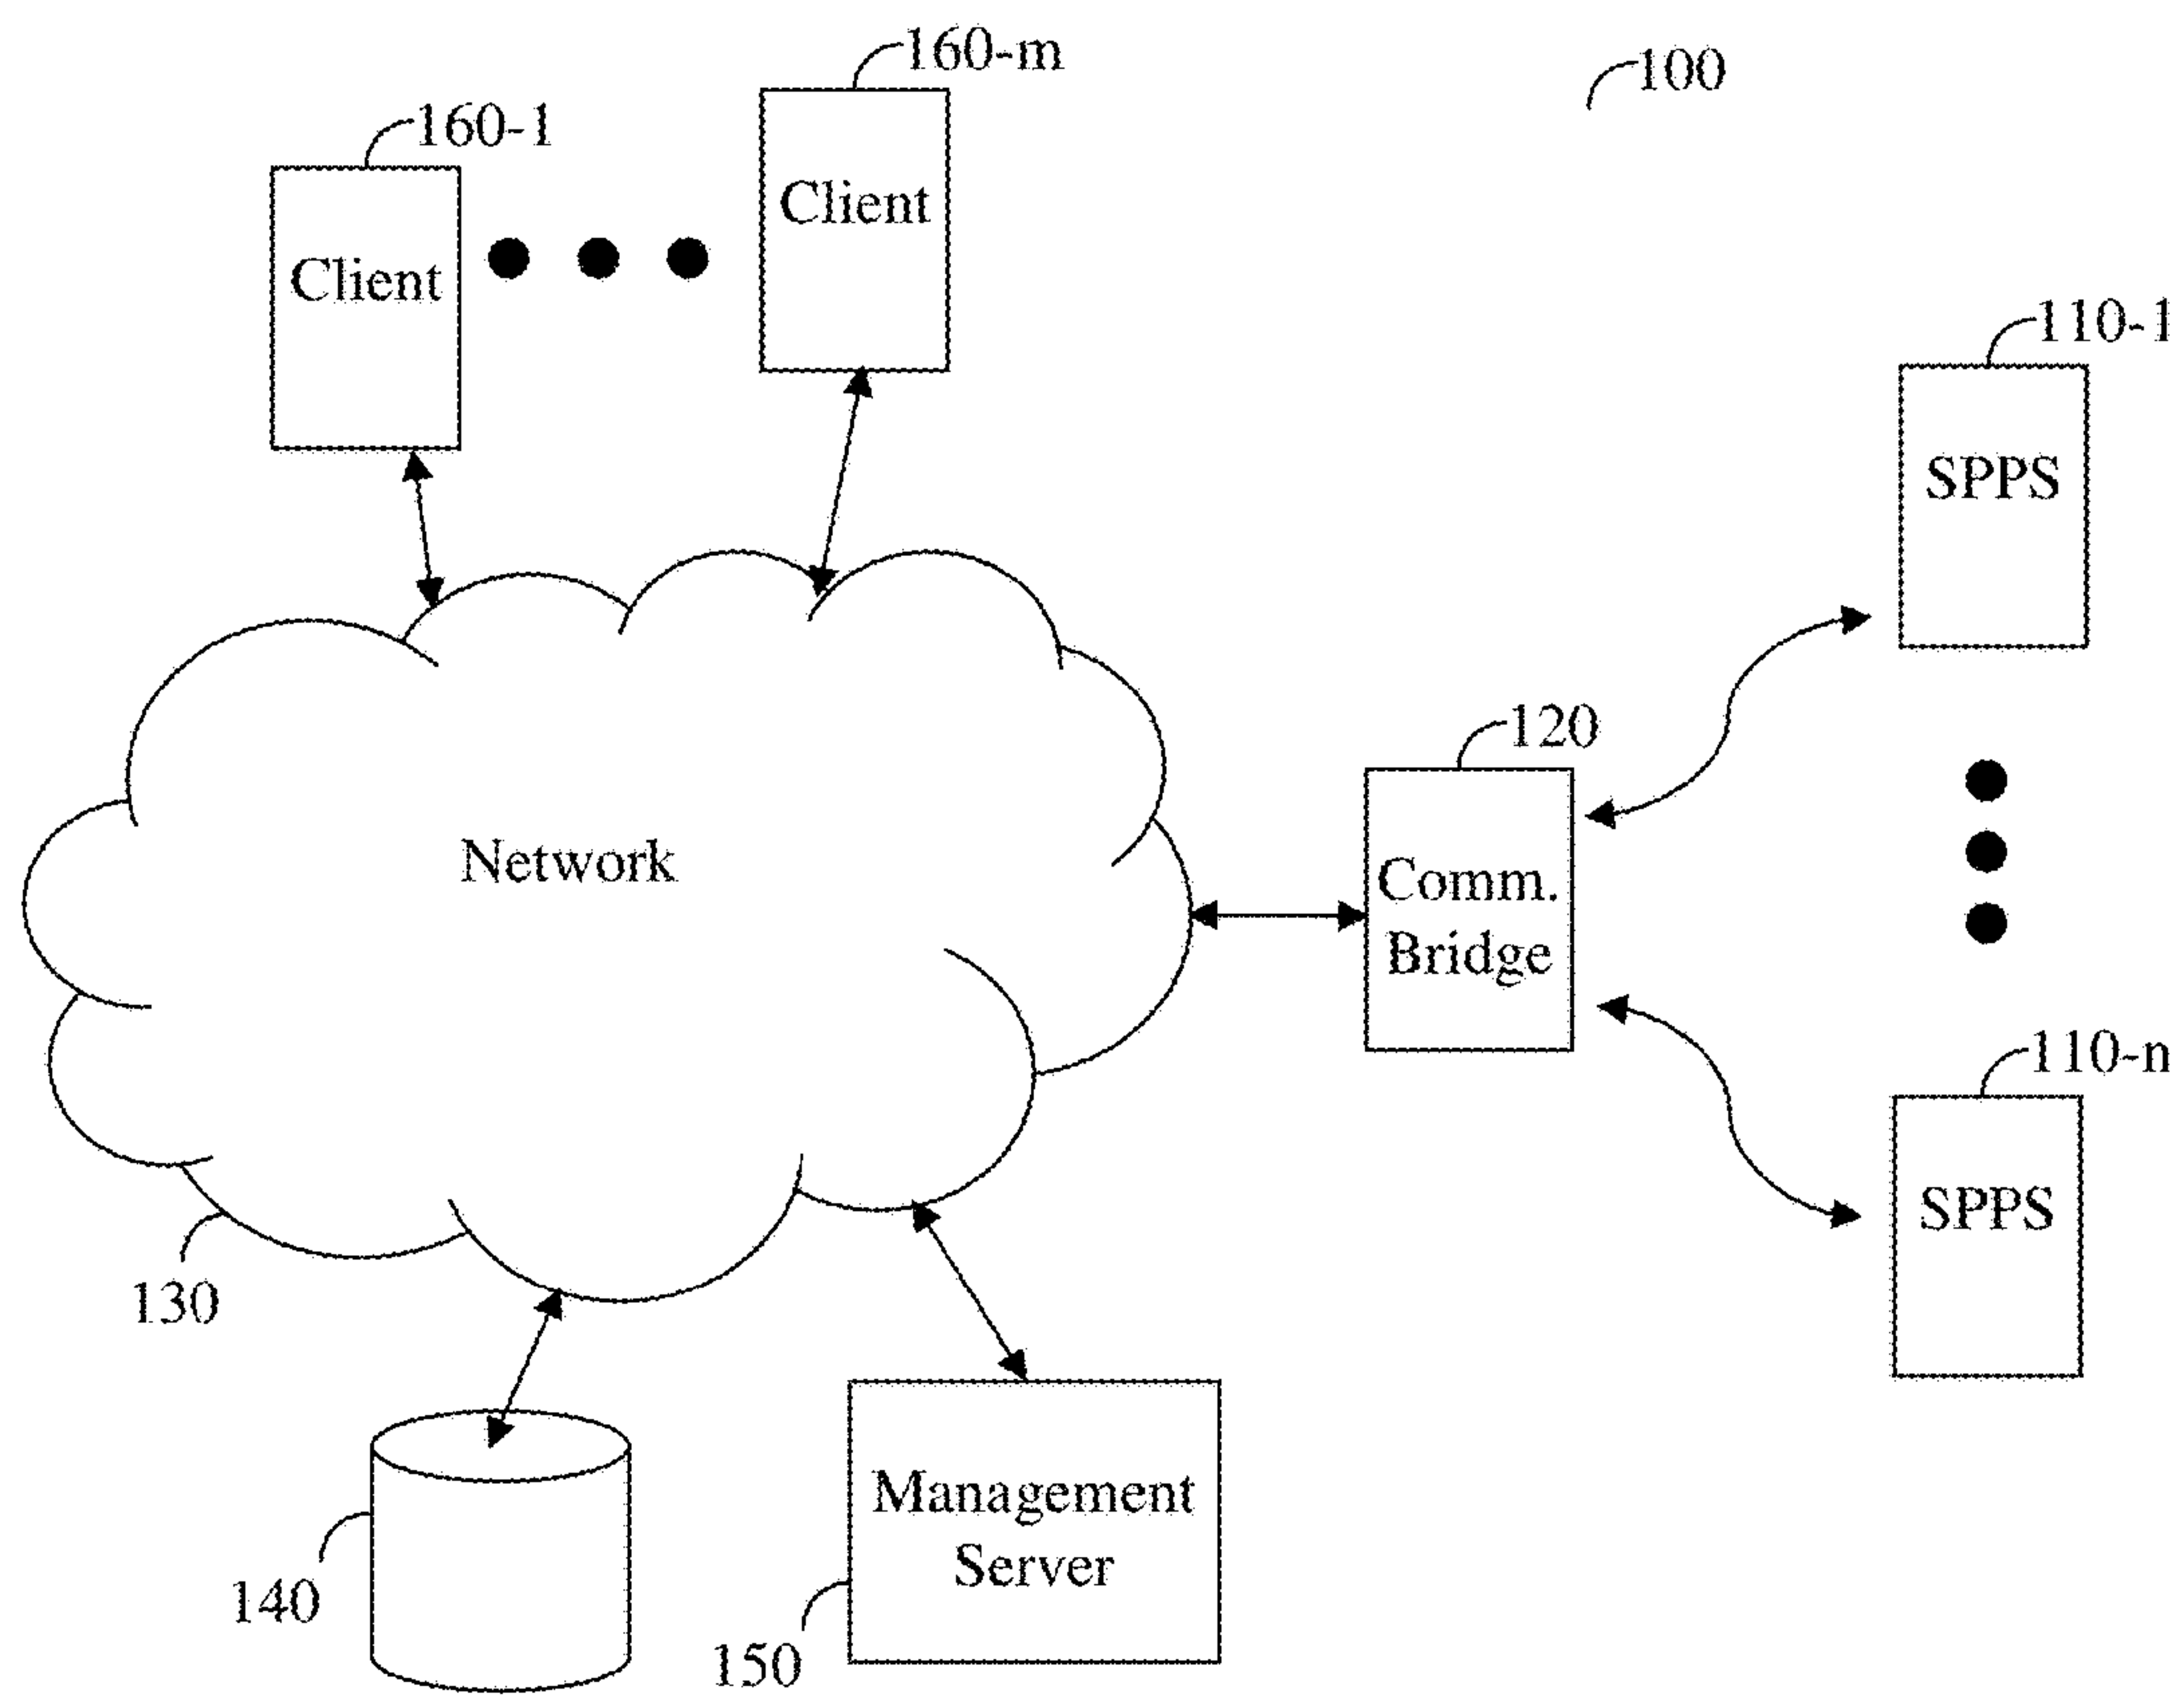 160-m
100
160-1
Client
Client
110-1
SPPS
120
Network
Comm.
Bridge
110-n
SPPS
130
Management
Server
140
150